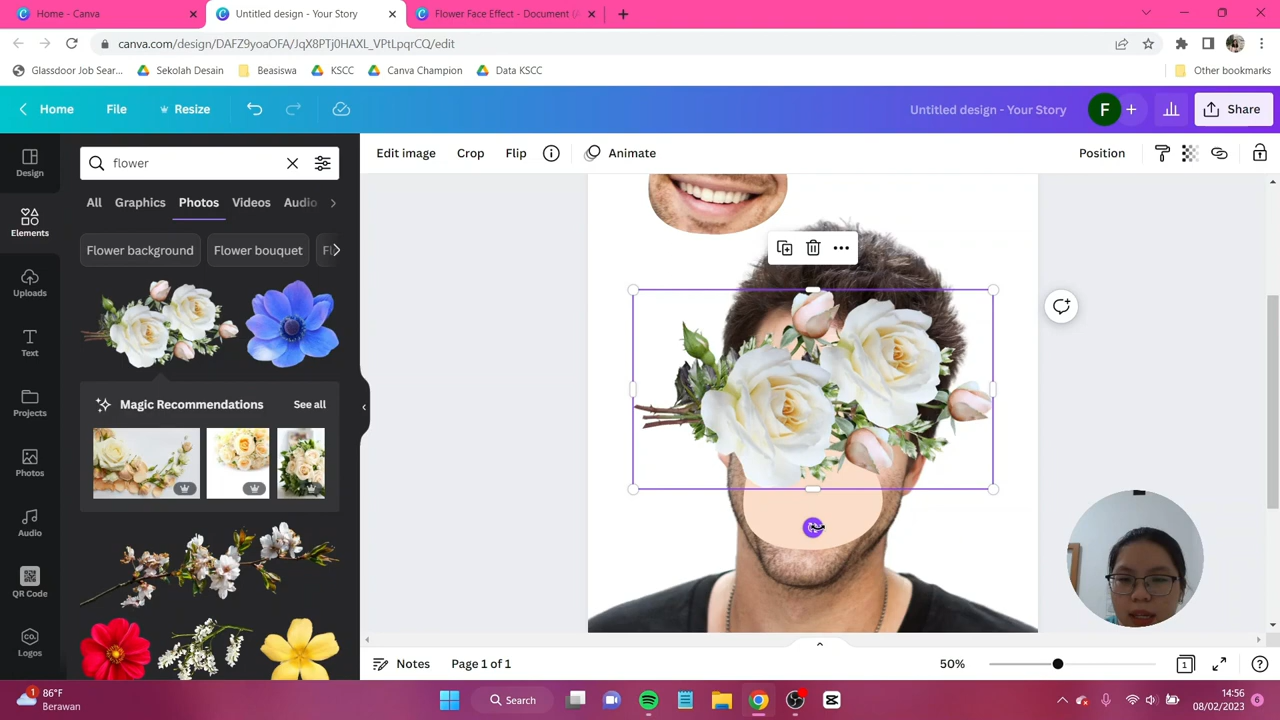 Home - Canva
Untitled design - Your Story
Flower Face Effect - Document (A
canva.com/design/DAFZ9yoaOFA/JqX8PTj0HAXL_VPtLpqrCQ/edit
Glassdoor Job Sear...
Sekolah Desain
Beasiswa
KSCC
Canva Champion
Data KSCC
Other bookmarks
Home
File
Resize
Untitled design - Your Story
F
Share
Design
Elements
Uploads
Text
Projects
Photos
Audio
QR Code
Logos
flower
All
Graphics
Photos
Videos
Audio
Flower background
Flower bouquet
Fl
Magic Recommendations
See all
Edit image
Crop
Flip
Animate
Position
Notes
Page 1 of 1
50%
1
1
86°F
Berawan
Search
14:56
08/02/2023
6